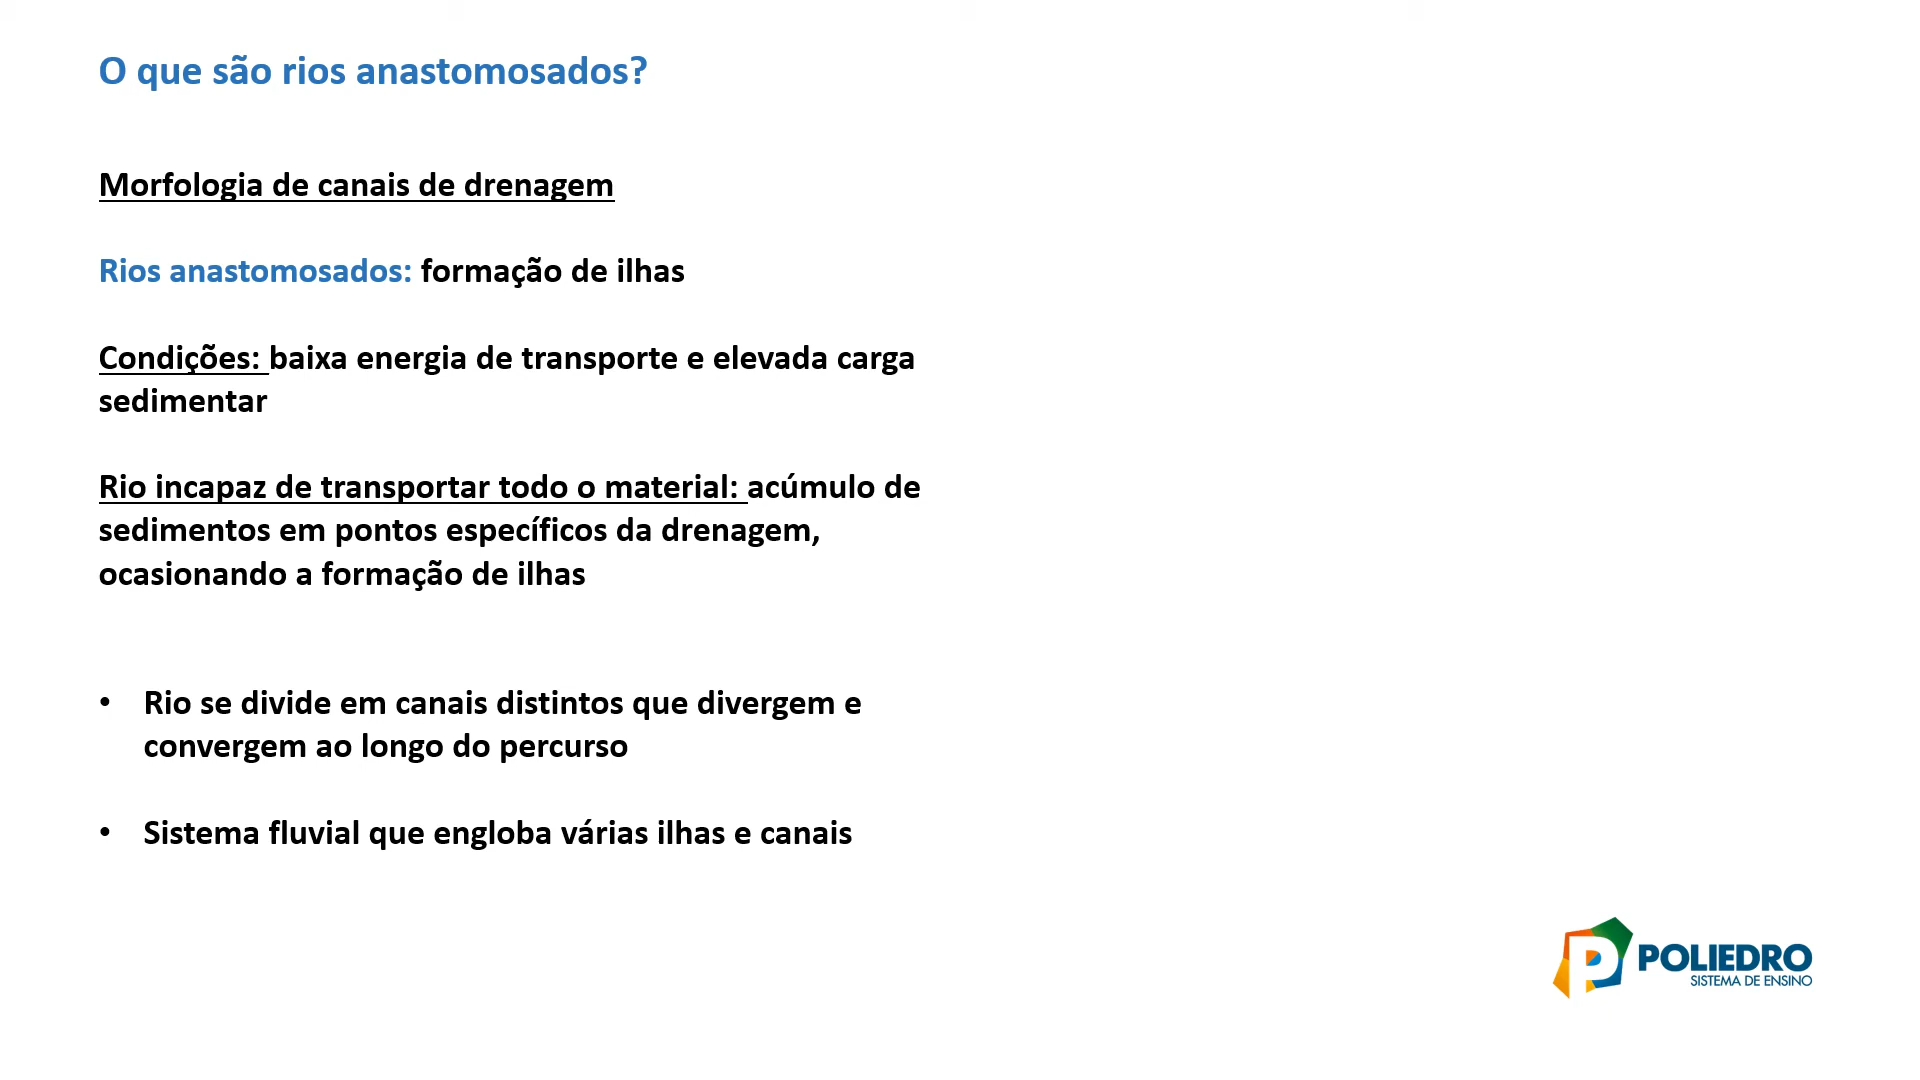 O que são rios anastomosados?
Morfologia de canais de drenagem
Rios anastomosados: formação de ilhas
Condições: baixa energia de transporte e elevada carga
sedimentar
Rio incapaz de transportar todo o material: acúmulo de
sedimentos em pontos específicos da drenagem,
ocasionando a formação de ilhas
• Rio se divide em canais distintos que divergem e
convergem ao longo do percurso
• Sistema fluvial que engloba várias ilhas e canais
POLIEDRO
SISTEMA DE ENSINO